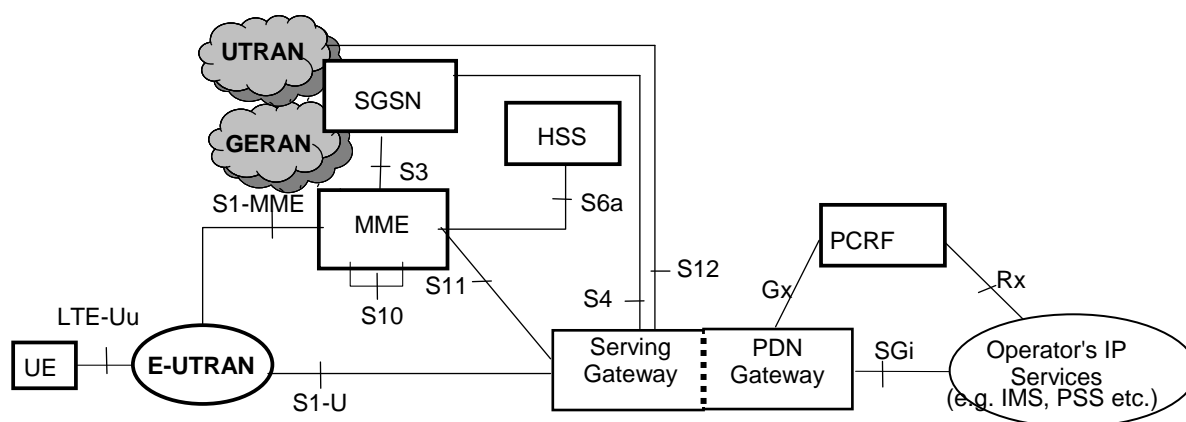 UTRAN
SGSN
GERAN
HSS
S3
S1-MME
S6a
MME
PCRF
S12
S11
Gx
Rx
S4
S10
LTE-Uu
Serving
Gateway
PDN
Gateway
SGi
Operator's IP
Services
(e.g. IMS, PSS etc.)
UE
E-UTRAN
S1-U